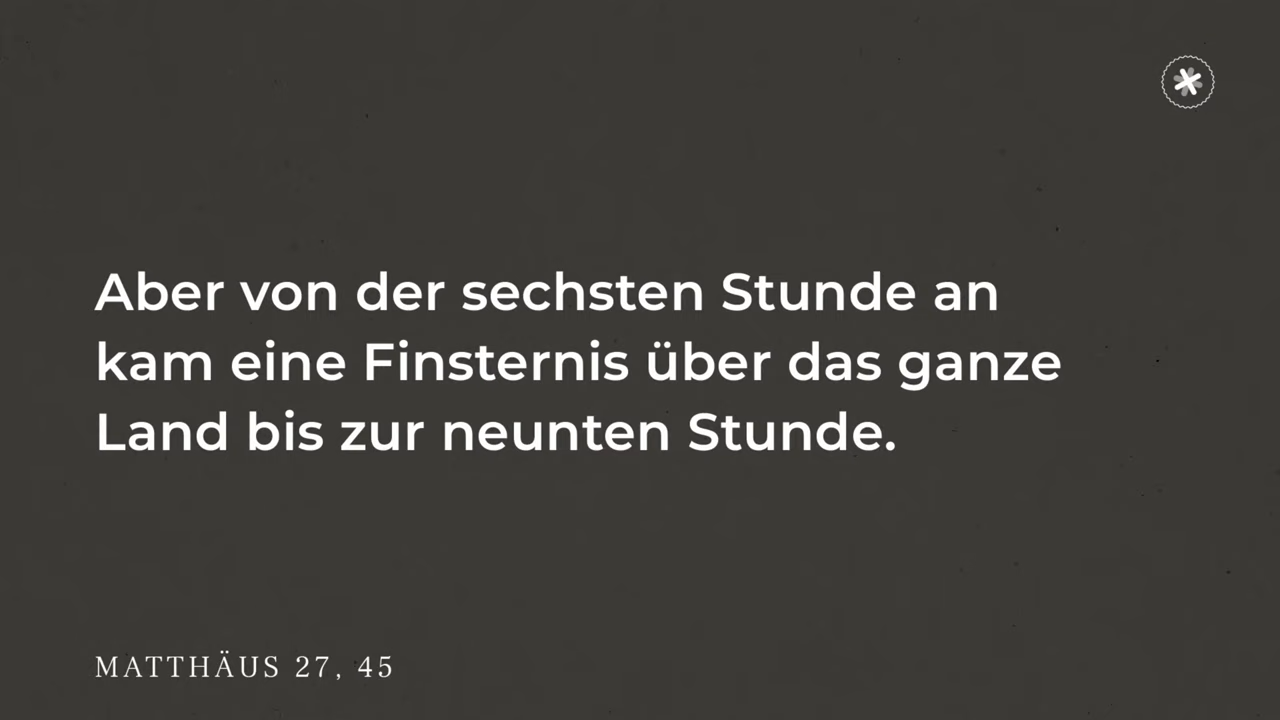 Aber von der sechsten Stunde an
kam eine Finsternis über das ganze
Land bis zur neunten Stunde.
MATTHÄUS 27, 45